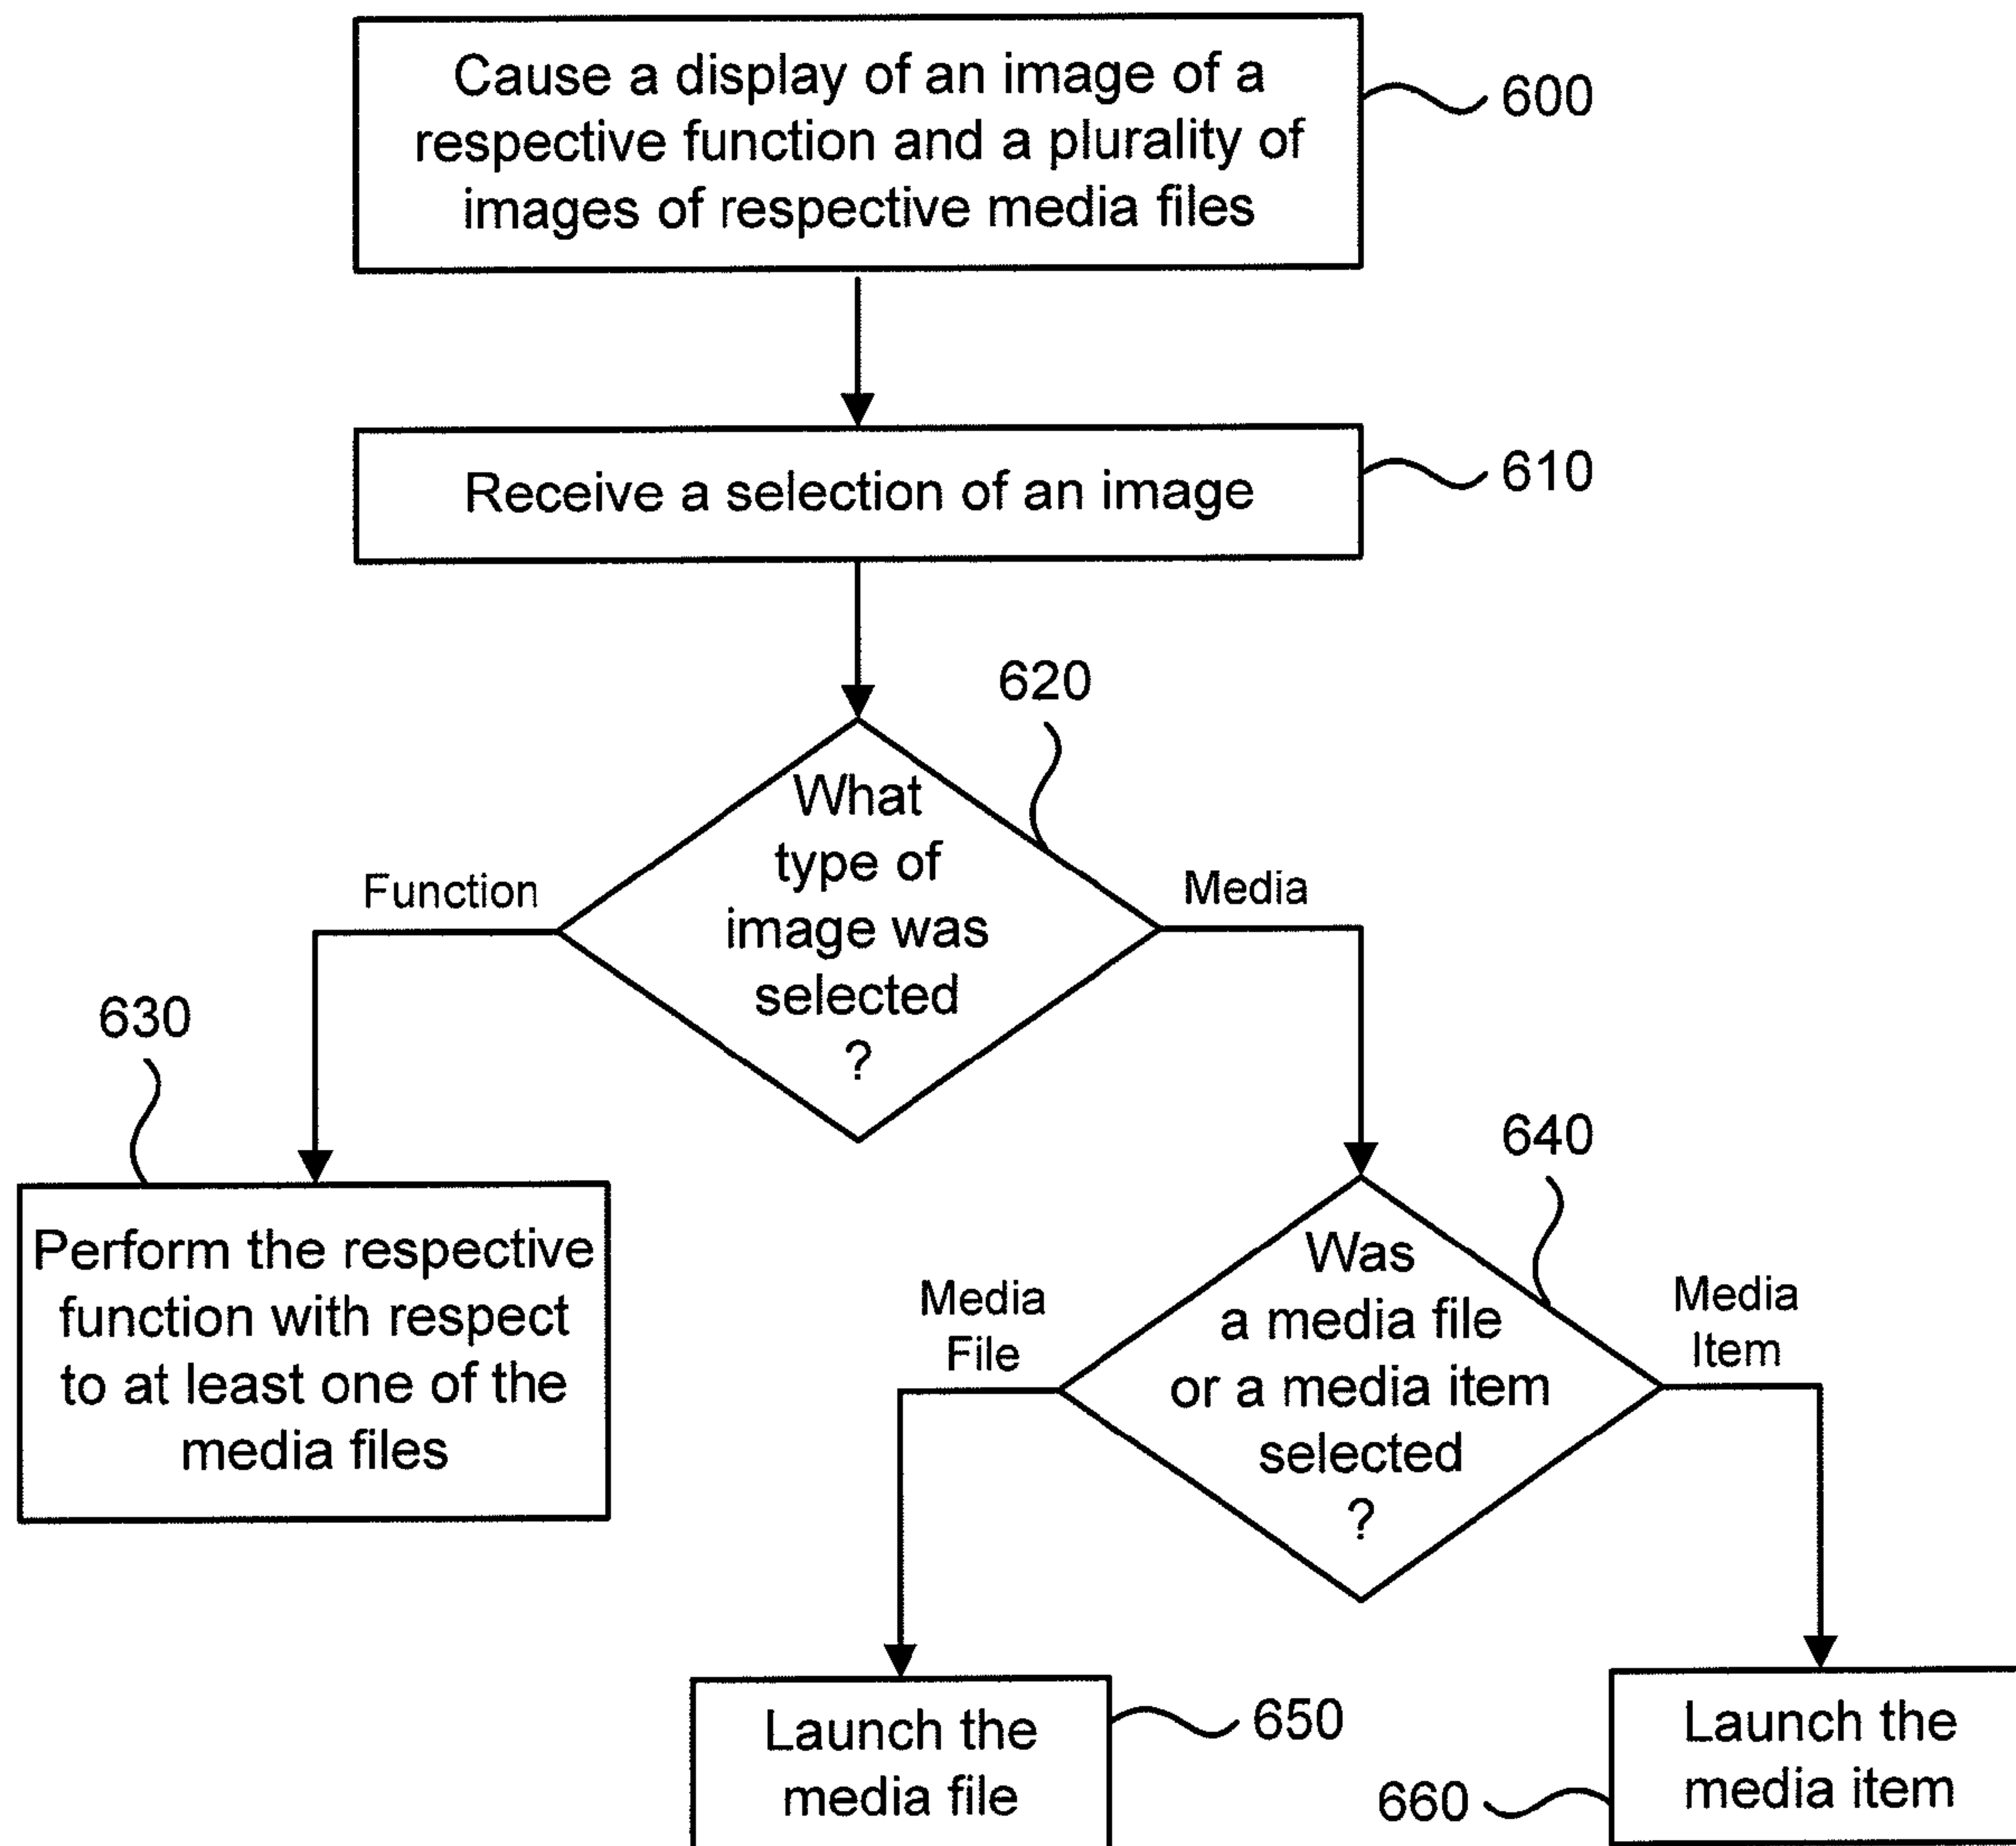 Cause a display of an image of a
respective function and a plurality of
images of respective media files
600
Receive a selection of an image
610
620
What
type of
image was
selected
?
Function
Media
630
Perform the respective
function with respect
to at least one of the
media files
640
Was
a media file
or a media item
selected
?
Media
File
Media
Item
Launch the
media file
650
Launch the
media item
660